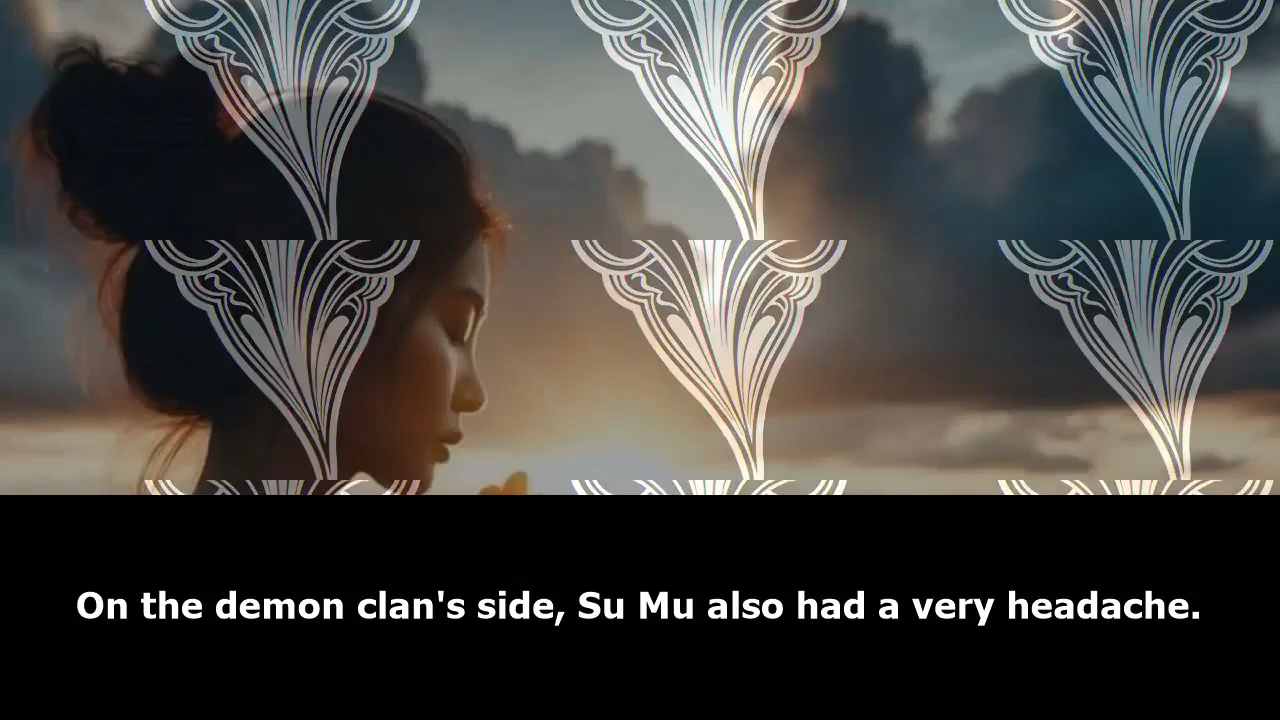 On the demon clan's side, Su Mu also had a very headache.